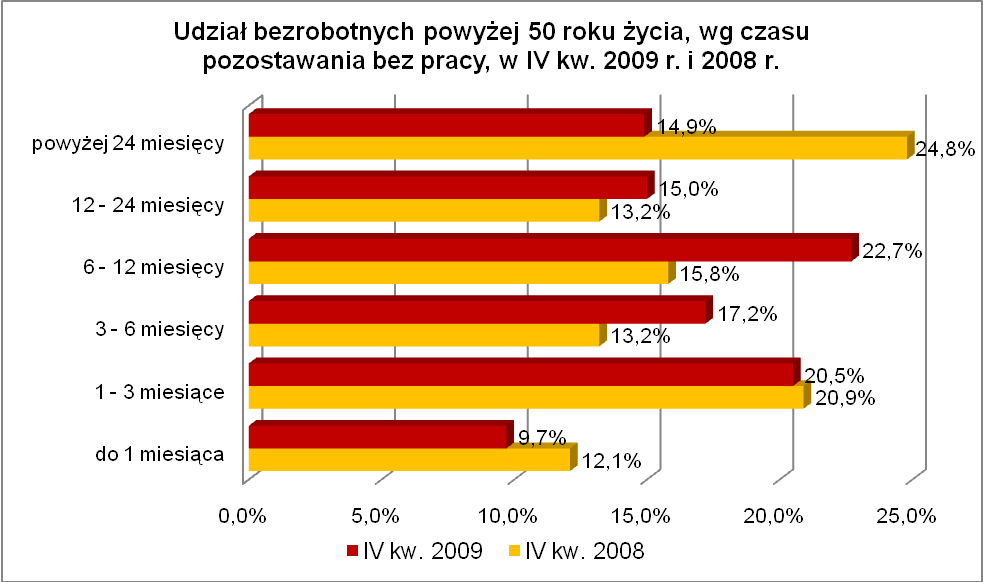 Udział bezrobotnych powyżej 50 roku życia, wg czasu
pozostawania bez pracy, w IV kw. 2009 r. i 2008 r.
powyżej 24 miesięcy
14,9%
24,8%
12 - 24 miesięcy
15,0%
13,2%
6 - 12 miesięcy
22,7%
15,8%
3 - 6 miesięcy
17,2%
13,2%
1 - 3 miesiące
20,5%
20,9%
do 1 miesiąca
9,7%
12,1%
0,0% 5,0% 10,0% 15,0% 20,0% 25,0%
IV kw. 2009 IV kw. 2008